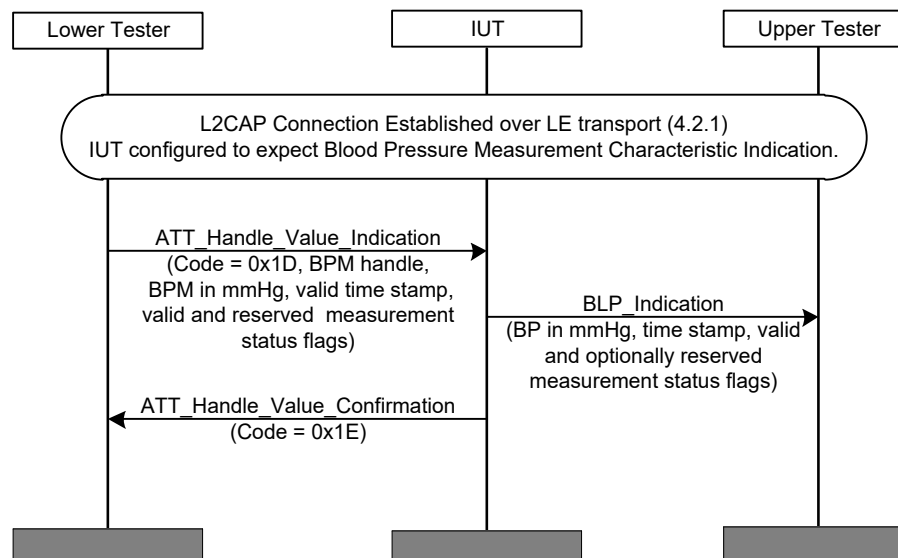 Lower Tester
IUT
Upper Tester
L2CAP Connection Established over LE transport (4.2.1)
IUT configured to expect Blood Pressure Measurement Characteristic Indication.
ATT_Handle_Value_Indication
(Code = 0x1D, BPM handle,
BPM in mmHg, valid time stamp,
valid and reserved measurement
status flags)
BLP_Indication
(BP in mmHg, time stamp, valid
and optionally reserved
measurement status flags)
ATT_Handle_Value_Confirmation
(Code = 0x1E)